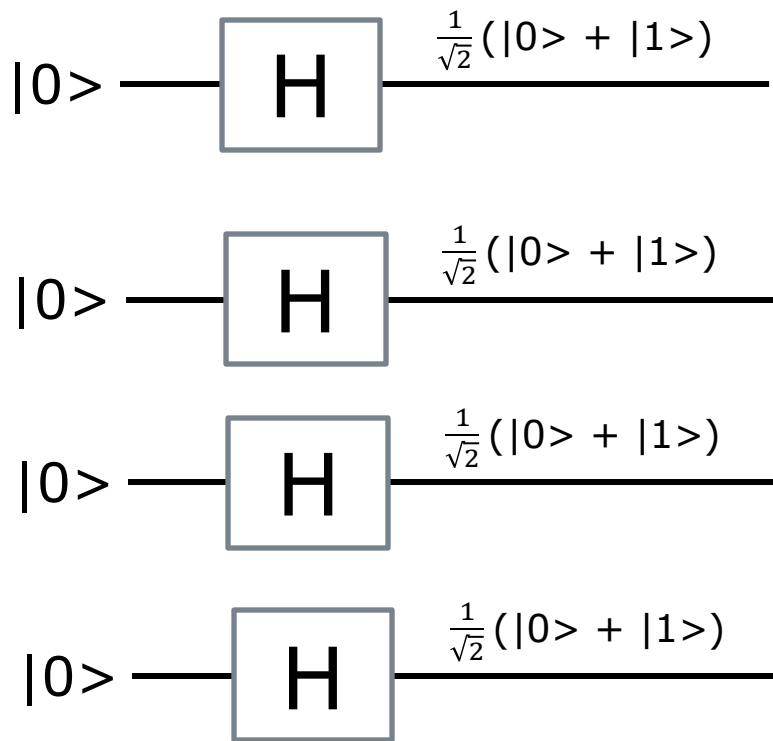 |0> H 1/√2 (|0> + |1>)
|0> H 1/√2 (|0> + |1>)
|0> H 1/√2 (|0> + |1>)
|0> H 1/√2 (|0> + |1>)